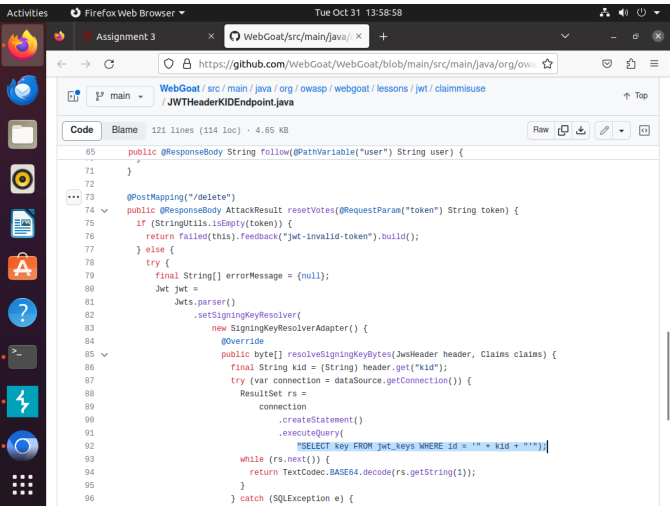 Activities Firefox Web Browser Tue Oct 31 13:58:58
Assignment 3 × WebGoat/src/main/java/ × +
https://github.com/WebGoat/WebGoat/blob/main/src/main/java/org/owa
main WebGoat / src / main / java / org / owasp / webgoat / lessons / jwt / claimmisuse
/ JWTHeaderKIDEndpoint.java Top
Code Blame 121 lines (114 loc) · 4.65 KB Raw
65 public @ResponseBody String follow(@PathVariable("user") String user) {
71 }
72
73 @PostMapping("/delete")
74 public @ResponseBody AttackResult resetVotes(@RequestParam("token") String token) {
75 if (StringUtils.isEmpty(token)) {
76 return failed(this).feedback("jwt-invalid-token").build();
77 } else {
78 try {
79 final String[] errorMessage = {null};
80 Jwt jwt =
81 Jwts.parser()
82 .setSigningKeyResolver(
83 new SigningKeyResolverAdapter() {
84 @Override
85 public byte[] resolveSigningKeyBytes(JwsHeader header, Claims claims) {
86 final String kid = (String) header.get("kid");
87 try (var connection = dataSource.getConnection()) {
88 ResultSet rs =
89 connection
90 .createStatement()
91 .executeQuery(
92 "SELECT key FROM jwt_keys WHERE id = '" + kid + "'");
93 while (rs.next()) {
94 return TextCodec.BASE64.decode(rs.getString(1));
95 }
96 } catch (SQLException e) {